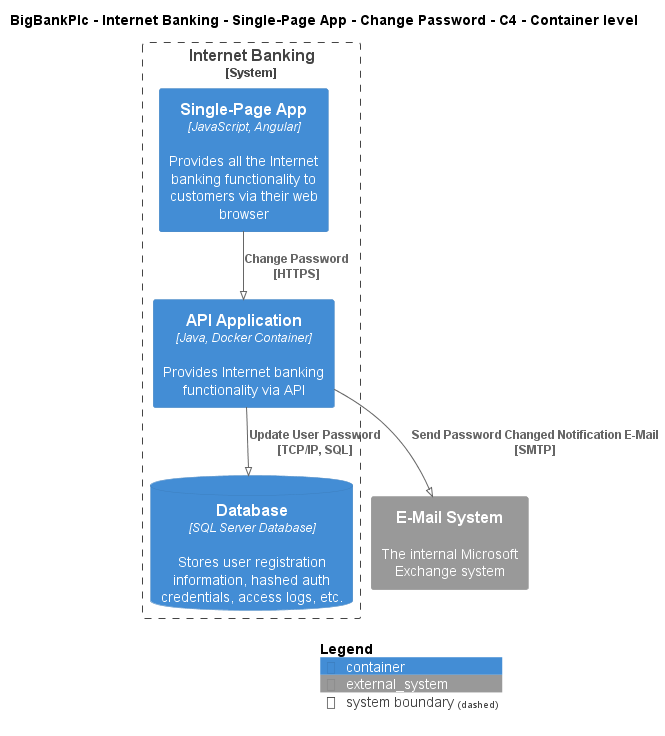 BigBankPlc - Internet Banking - Single-Page App - Change Password - C4 - Container level
Internet Banking
[System]
Single-Page App
[JavaScript, Angular]
Provides all the Internet
banking functionality to
customers via their web
browser
Change Password
[HTTPS]
API Application
[Java, Docker Container]
Provides Internet banking
functionality via API
Update User Password
[TCP/IP, SQL]
Send Password Changed Notification E-Mail
[SMTP]
Database
[SQL Server Database]
Stores user registration
information, hashed auth
credentials, access logs, etc.
E-Mail System
The internal Microsoft
Exchange system
Legend
container
external_system
system boundary (dashed)